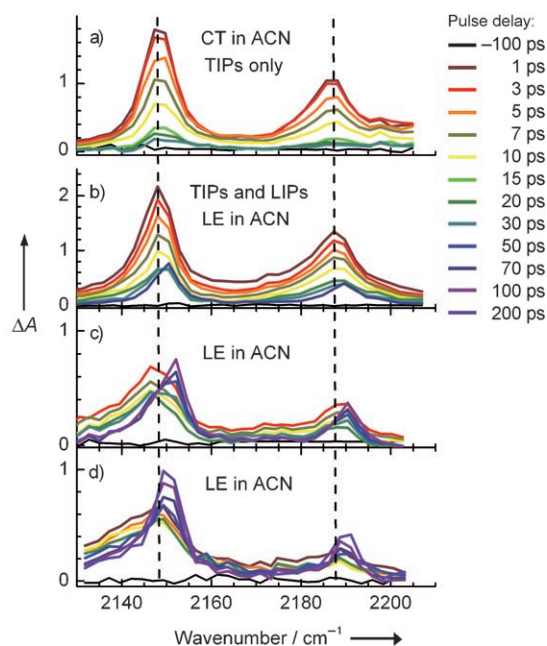 a)
CT in ACN
TIPs only
1
0
b)
TIPs and LIPs
LE in ACN
2
1
0
c)
LE in ACN
1
0
d)
LE in ACN
1
0
ΔA
2140 2160 2180 2200
Wavenumber / cm⁻¹
Pulse delay:
–100 ps
1 ps
3 ps
5 ps
7 ps
10 ps
15 ps
20 ps
30 ps
50 ps
70 ps
100 ps
200 ps